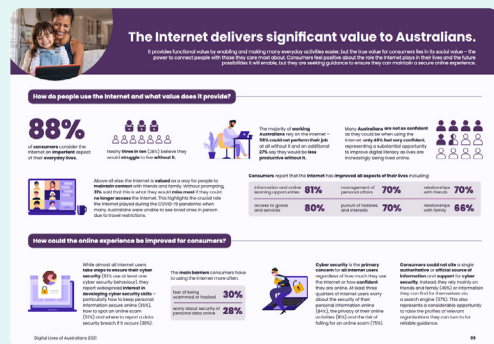 The Internet delivers significant value to Australians.
It provides functional value by enabling and making many everyday activities easier, but the true value for consumers lies in its social value – the
power to connect people with those they care most about. Consumers feel positive about the role the Internet plays in their lives and the future
possibilities it will enable, but they are seeking guidance to ensure they can maintain a secure online experience.
How do people use the Internet and what value does it provide?
88%
of consumers consider the
Internet an important aspect
of their everyday lives.
Nearly three in ten (28%) believe they
would struggle to live without it.
The majority of working
Australians rely on the Internet –
59% could not perform their job
at all without it and an additional
27% say they would be less
productive without it.
Many Australians are not as confident
as they could be when using the
Internet: only 40% feel very confident,
representing a substantial opportunity
to improve digital literacy as lives are
increasingly being lived online.
Above all else, the Internet is valued as a way for people to
maintain contact with friends and family. Without prompting,
51% said that this is what they would miss most if they could
no longer access the Internet. This highlights the crucial role
the Internet played during the COVID-19 pandemic when
many Australians were unable to see loved ones in person
due to travel restrictions.
Consumers report that the Internet has improved all aspects of their lives including:
information and online
learning opportunities 81%
management of
personal affairs 70%
relationships
with friends 70%
access to goods
and services 80%
pursuit of hobbies
and interests 70%
relationships
with family 66%
How could the online experience be improved for consumers?
While almost all Internet users
take steps to ensure their cyber
security (93% use at least one
cyber security behaviour), they
report widespread interest in
developing cyber security skills –
particularly how to keep personal
information secure online (35%),
how to spot an online scam
(33%) and where to report a data
security breach if it occurs (30%).
The main barriers consumers have
to using the Internet more often:
fear of being
scammed or hacked 30%
worry about security of
personal data online 28%
Cyber security is the primary
concern for all Internet users
regardless of how much they use
the Internet or how confident
they are online. At least three
quarters of Internet users worry
about the security of their
personal information online
(84%), the privacy of their online
activities (81%) and the risk of
falling for an online scam (75%).
Consumers could not cite a single
authoritative or official source of
information and support for cyber
security. Instead, they rely mainly on
friends and family (46%) or information
they can find for themselves via
a search engine (37%). This also
represents a considerable opportunity
to raise the profiles of relevant
organisations they can turn to for
reliable guidance.
Digital Lives of Australians 2021